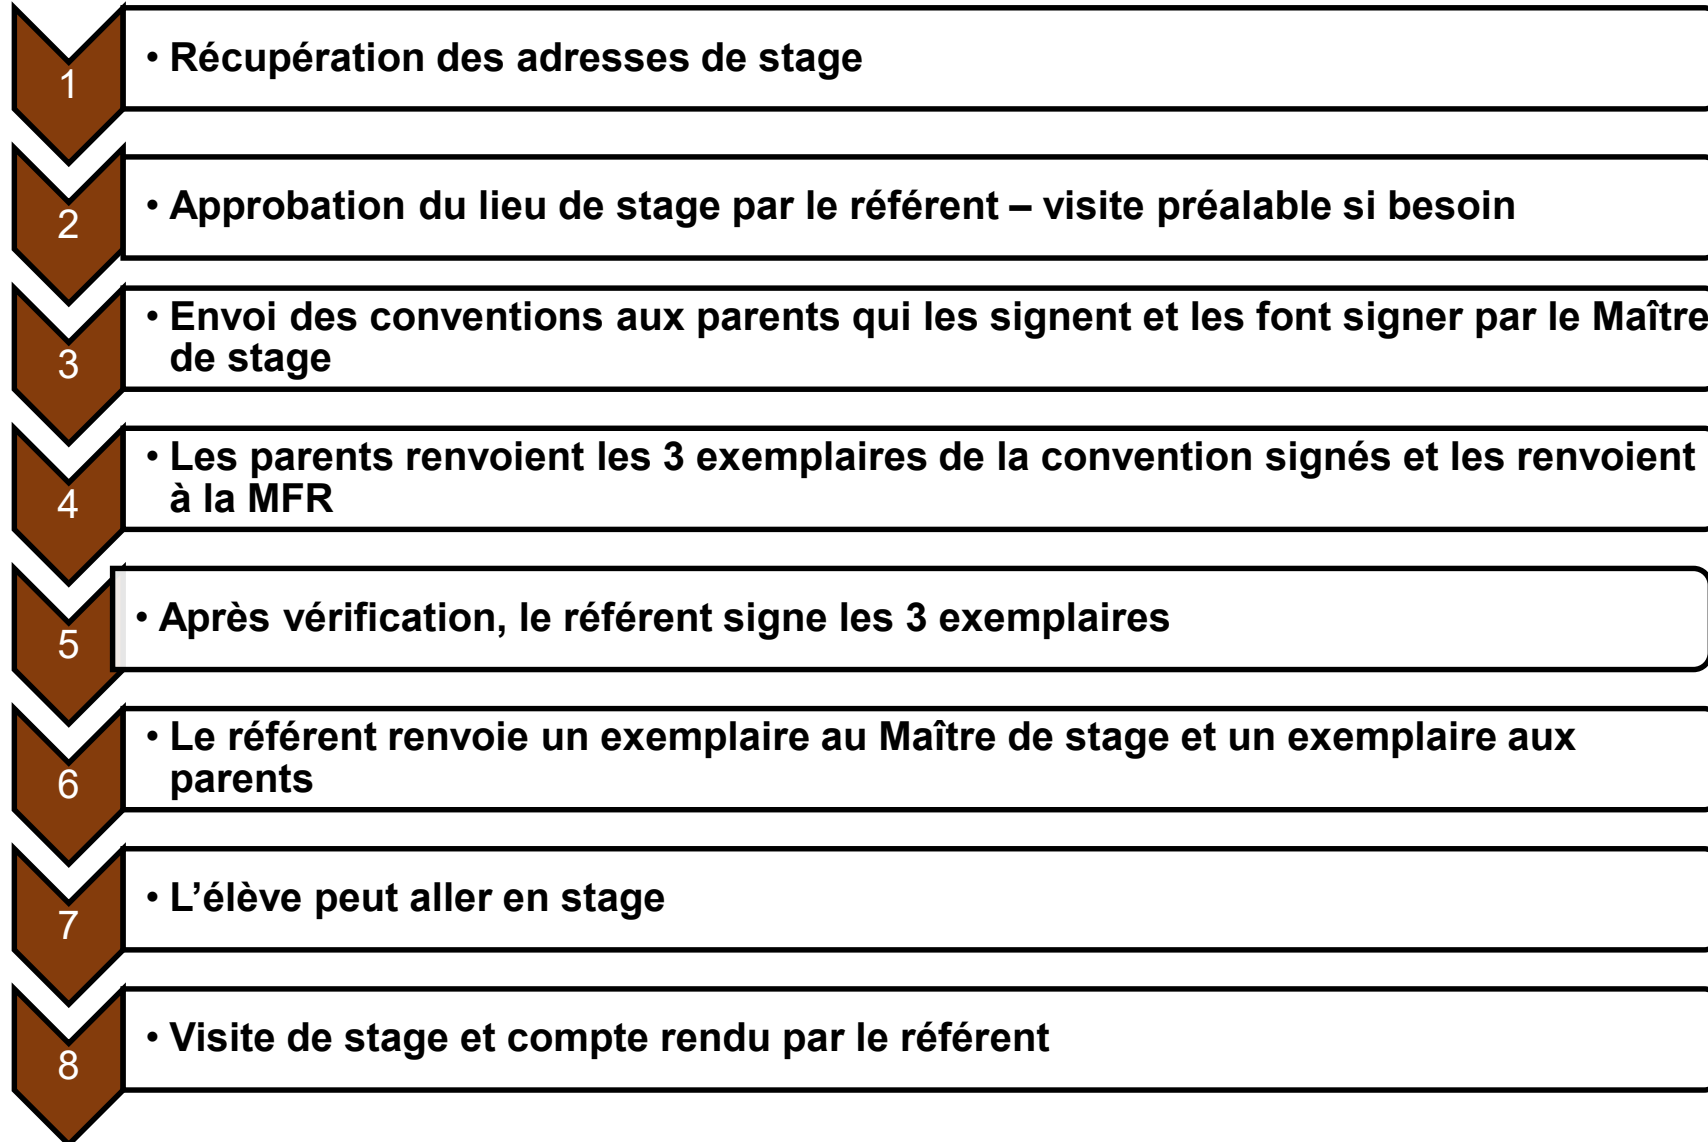 1
• Récupération des adresses de stage
2
• Approbation du lieu de stage par le référent – visite préalable si besoin
3
• Envoi des conventions aux parents qui les signent et les font signer par le Maître
de stage
4
• Les parents renvoient les 3 exemplaires de la convention signés et les renvoient
à la MFR
5
• Après vérification, le référent signe les 3 exemplaires
6
• Le référent renvoie un exemplaire au Maître de stage et un exemplaire aux
parents
7
• L’élève peut aller en stage
8
• Visite de stage et compte rendu par le référent